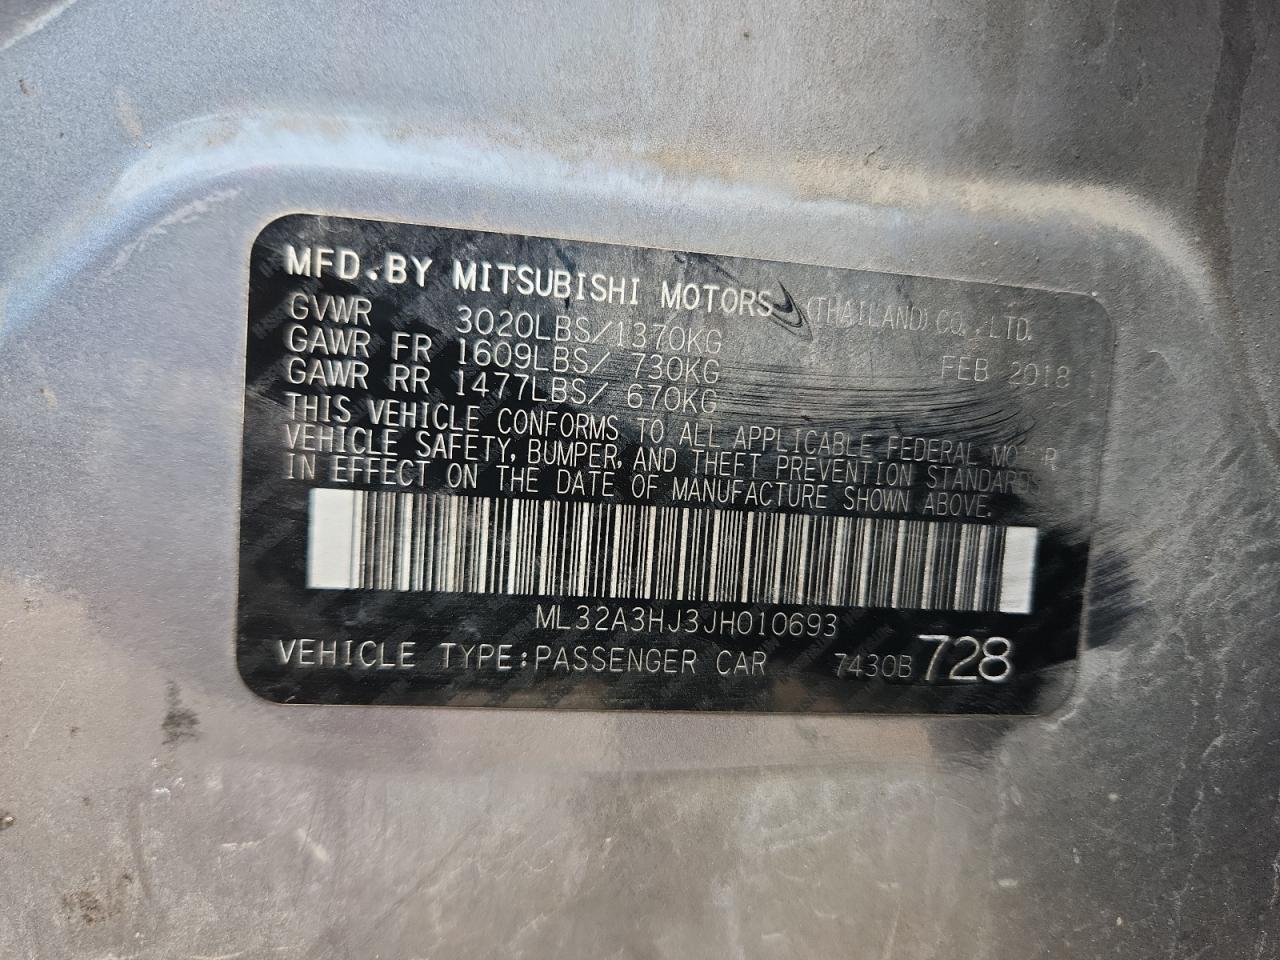 MFD.BY MITSUBISHI MOTORS (THAILAND) CO., LTD.
GVWR 3020LBS/1370KG FEB 2018
GAWR FR 1609LBS/ 730KG
GAWR RR 1477LBS/ 670KG
THIS VEHICLE CONFORMS TO ALL APPLICABLE FEDERAL MOTOR
VEHICLE SAFETY, BUMPER, AND THEFT PREVENTION STANDARDS
IN EFFECT ON THE DATE OF MANUFACTURE SHOWN ABOVE.
ML32A3HJ3JH010693
VEHICLE TYPE:PASSENGER CAR 7430B 728